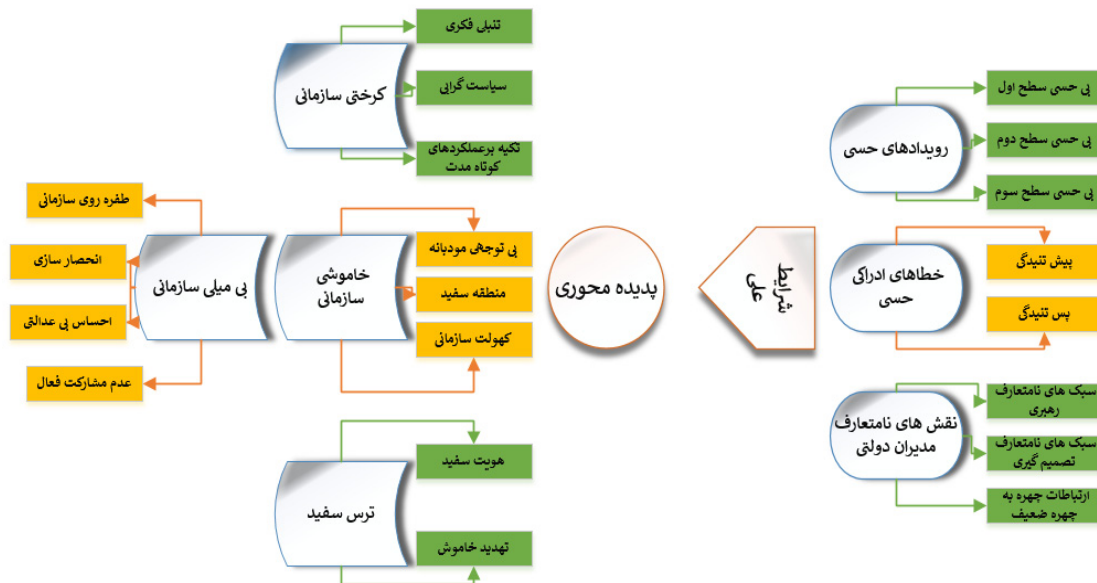 رویدادهای حسی
بی حسی سطح اول
بی حسی سطح دوم
بی حسی سطح سوم
خطاهای ادراکی
حسی
پیش تنیدگی
پس تنیدگی
نقش های نامتعارف
مدیران دولتی
سبک های نامتعارف
رهبری
سبک های نامتعارف
تصمیم گیری
ارتباطات چهره به
چهره ضعیف
شرایط
علی
پدیده محوری
کرختی سازمانی
تنبلی فکری
سیاست گرایی
تکیه برعملکردهای
کوتاه مدت
خاموشی
سازمانی
بی توجهی مودبانه
منطقه سفید
کهولت سازمانی
بی میلی سازمانی
طفره روی سازمانی
انحصار سازی
احساس بی عدالتی
عدم مشارکت فعال
ترس سفید
هویت سفید
تهدید خاموش